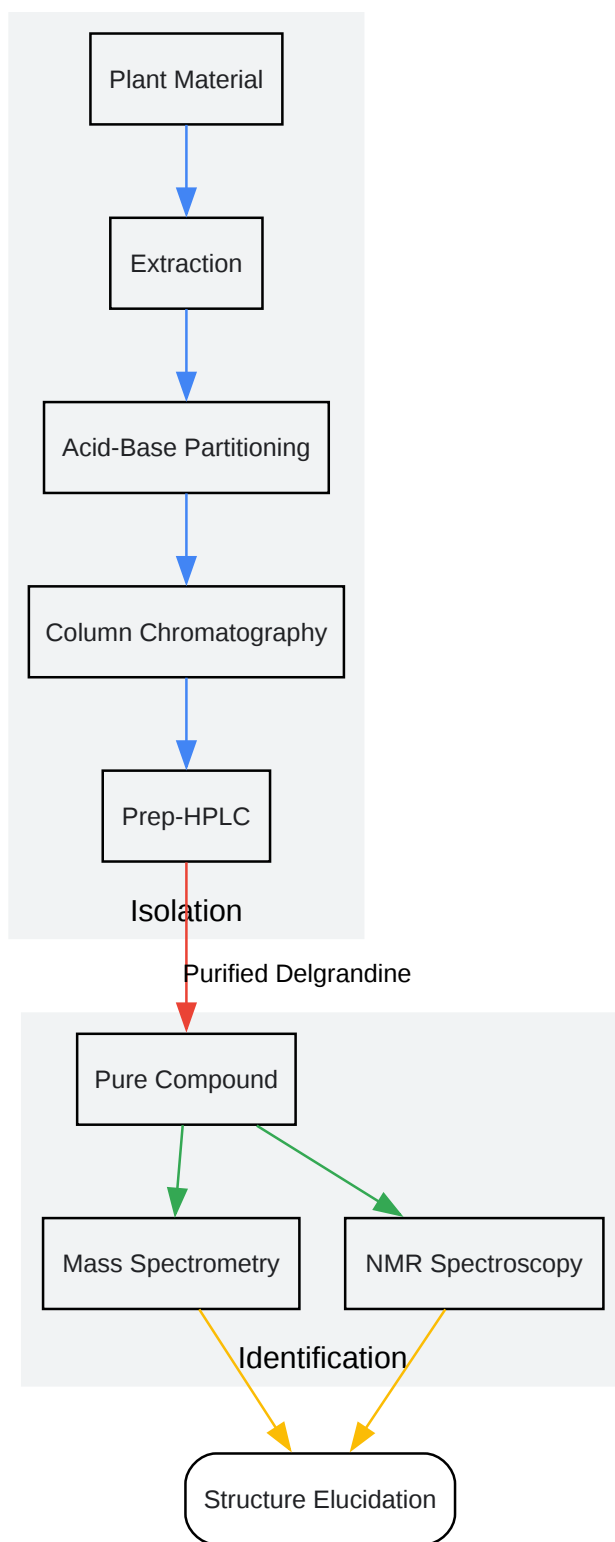 Plant Material
Extraction
Acid-Base Partitioning
Column Chromatography
Prep-HPLC
Isolation
Purified Delgrandine
Pure Compound
Mass Spectrometry
NMR Spectroscopy
Identification
Structure Elucidation